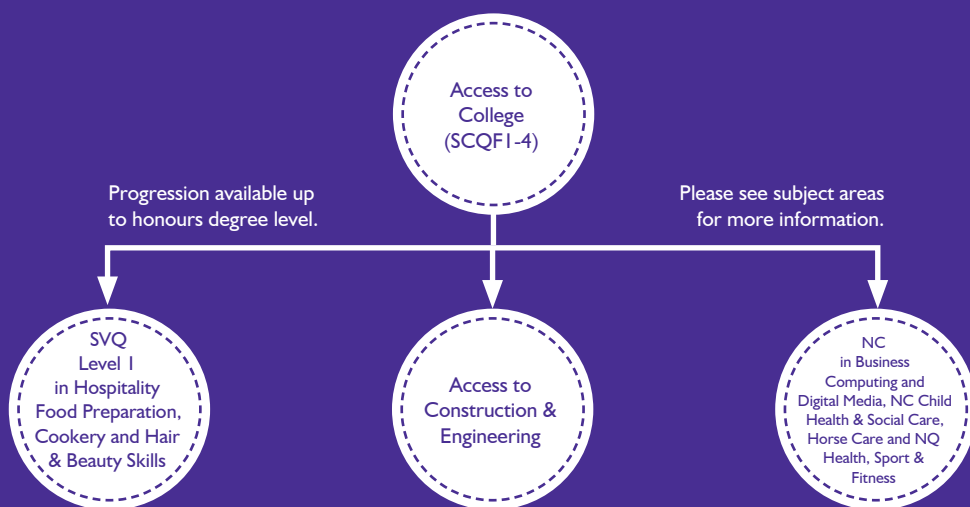 Access to
College
(SCQF1-4)
Progression available up
to honours degree level.
Please see subject areas
for more information.
SVQ
Level 1
in Hospitality
Food Preparation,
Cookery and Hair
& Beauty Skills
Access to
Construction &
Engineering
NC
in Business
Computing and
Digital Media, NC Child
Health & Social Care,
Horse Care and NQ
Health, Sport &
Fitness